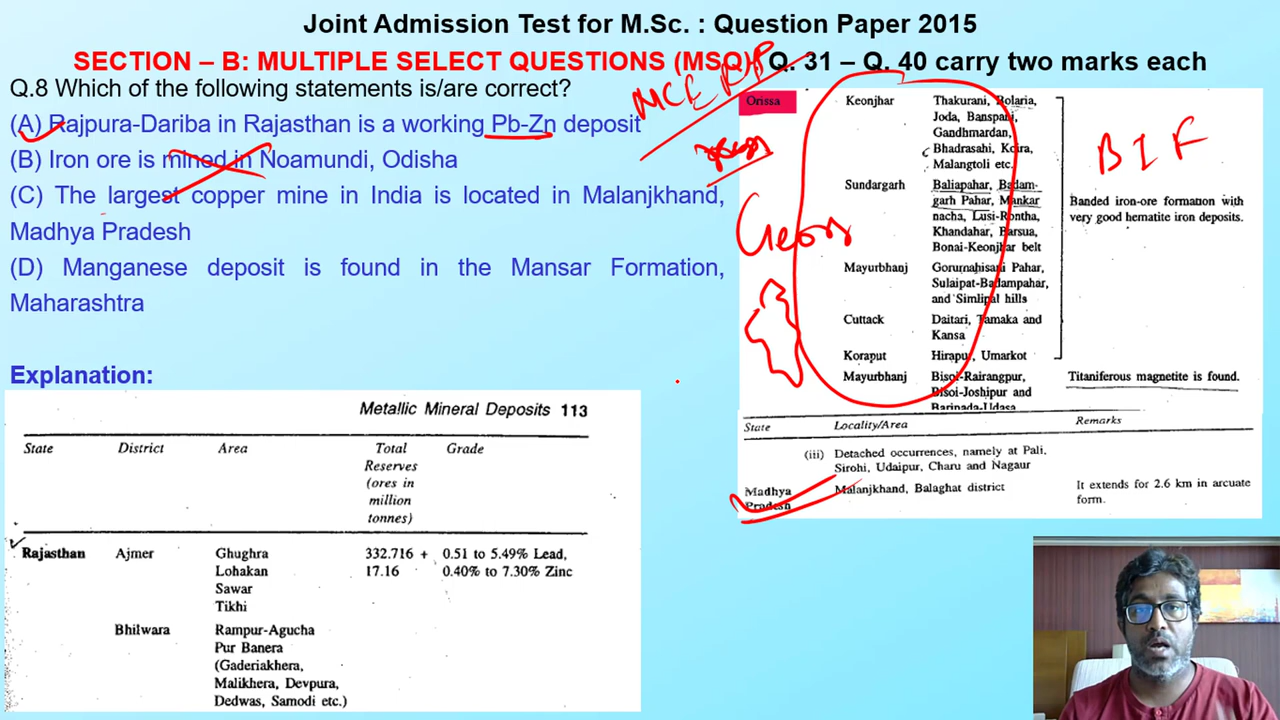 Joint Admission Test for M.Sc. : Question Paper 2015
SECTION – B: MULTIPLE SELECT QUESTIONS (MSQ) Q. 31 – Q. 40 carry two marks each
Q.8 Which of the following statements is/are correct?
(A) Rajpura-Dariba in Rajasthan is a working Pb-Zn deposit
(B) Iron ore is mined in Noamundi, Odisha
(C) The largest copper mine in India is located in Malanjkhand,
Madhya Pradesh
(D) Manganese deposit is found in the Mansar Formation,
Maharashtra
Explanation:
Metallic Mineral Deposits 113
State District Area Total Grade
Reserves
(ores in
million
tonnes)
Rajasthan Ajmer Ghughra 332.716 + 0.51 to 5.49% Lead,
Lohakan 17.16 0.40% to 7.30% Zinc
Sawar
Tikhi
Bhilwara Rampur-Agucha
Pur Banera
(Gaderiakhera,
Malikhera, Devpura,
Dedwas, Samodi etc.)
Orissa Keonjhar Thakurani, Bolaria,
Joda, Banspani,
Gandhmardan,
Bhadrasahi, Koira,
Malangtoli etc.
BIF
Sundargarh Baliapahar, Badam-
garh Pahar, Mankar
nacha, Lusi-Rontha,
Khandahar, Barsua,
Bonai-Keonjhar belt
Banded iron-ore formation with
very good hematite iron deposits.
Mayurbhanj Gorumahisani Pahar,
Sulaipat-Badampahar,
and Simlipal hills
Cuttack Daitari, Tamaka and
Kansa
Koraput Hirapur, Umarkot
Mayurbhanj Bisoi-Rairangpur, Titaniferous magnetite is found.
Bisoi-Joshipur and
Baripada-Udasa
State Locality/Area Remarks
(iii) Detached occurrences, namely at Pali,
Sirohi, Udaipur, Charu and Nagaur
Madhya Malanjkhand, Balaghat district It extends for 2.6 km in arcuate
Pradesh form.